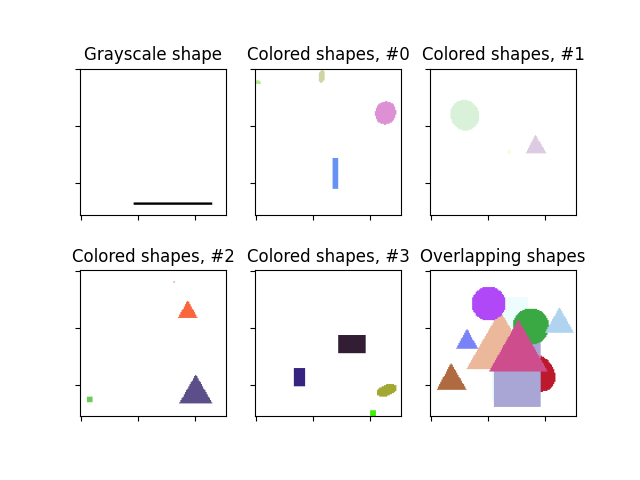 Grayscale shape
Colored shapes, #0
Colored shapes, #1
Colored shapes, #2
Colored shapes, #3
Overlapping shapes